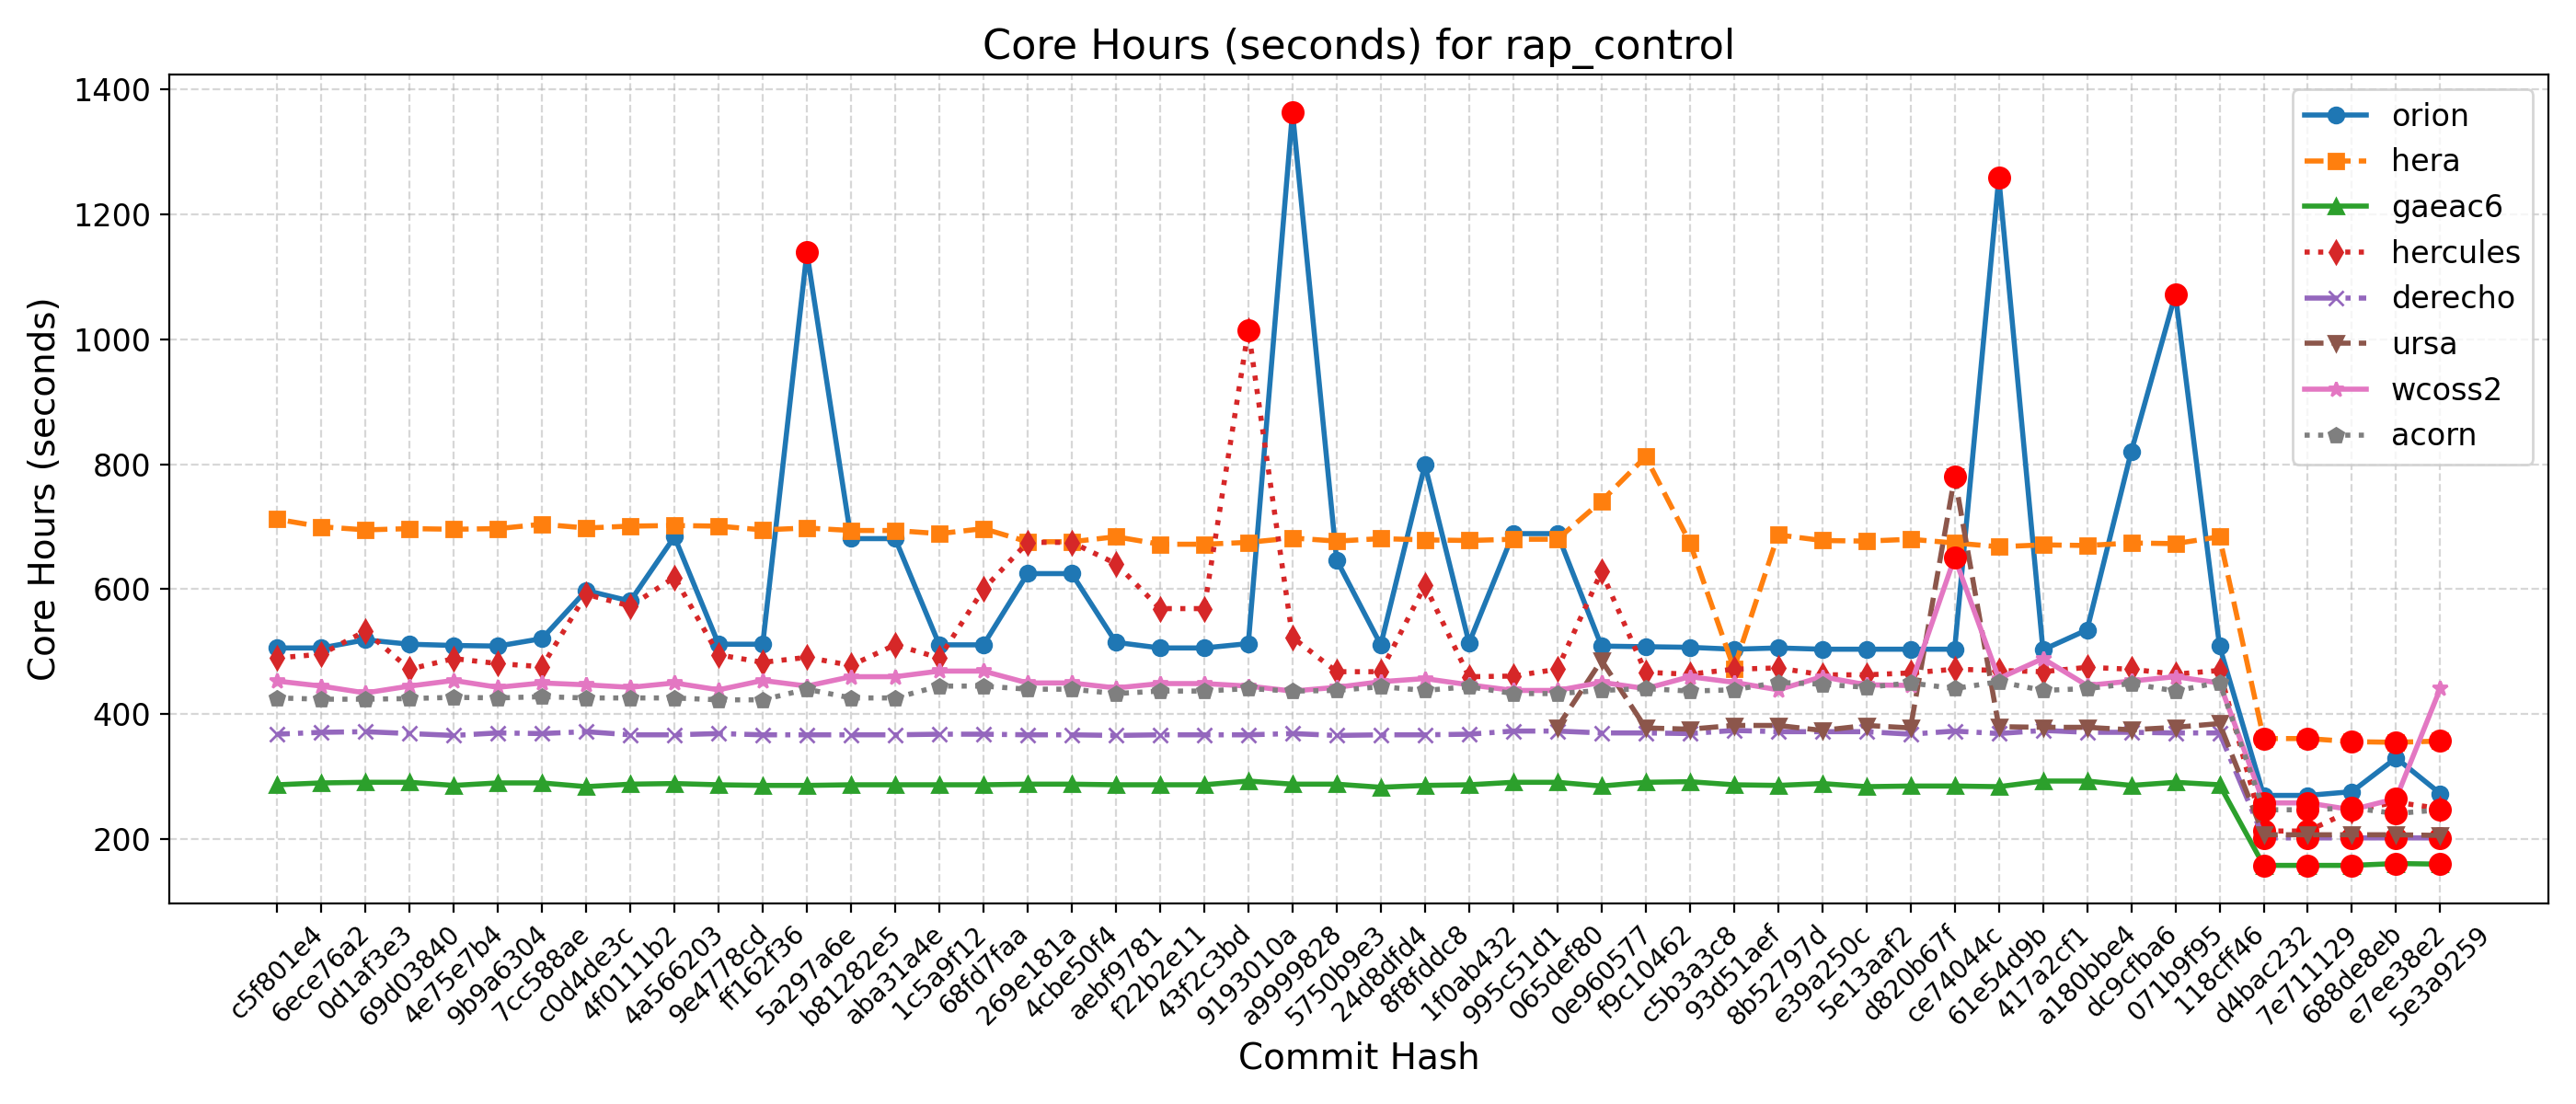 Core Hours (seconds) for rap_control
Core Hours (seconds)
1400
1200
1000
800
600
400
200
orion
hera
gaeac6
hercules
derecho
ursa
wcoss2
acorn
c5f801e4
6ece76a2
0d1af3e3
69d03840
4e75e7b4
9b9a6304
7cc588ae
c0d4de3c
4f0111b2
4a566203
9e4778cd
ff162f36
5a297a6e
b81282e5
aba31a4e
1c5a9f12
68fd7faa
269e181a
4cbe50f4
aebf9781
f22b2e11
43f2c3bd
9193010a
a9999828
5750b9e3
24d8dfd4
8f8fddc8
1f0ab432
995c51d1
065def80
0e960577
f9c10462
c5b3a3c8
93d51aef
8b52797d
e39a250c
5e13aaf2
d820b67f
ce74044c
61e54d9b
417a2cf1
a180bbe4
dc9cfba6
071b9f95
118cff46
d4bac232
7e711129
688de8eb
e7ee38e2
5e3a9259
Commit Hash